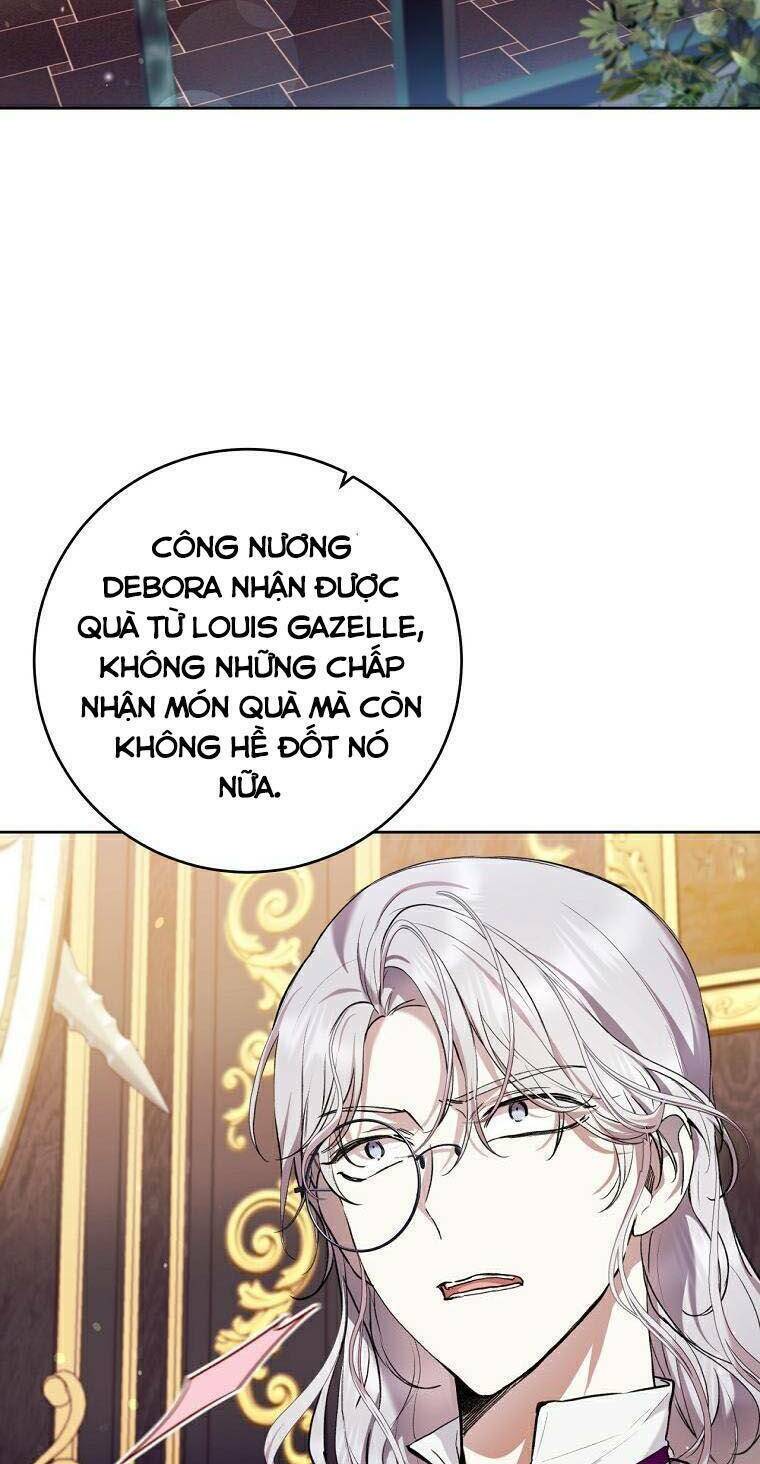 CÔNG NƯƠNG
DEBORA NHẬN ĐƯỢC
QUÀ TỪ LOUIS GAZELLE,
KHÔNG NHỮNG CHẤP
NHẬN MÓN QUÀ MÀ CÒN
KHÔNG HỀ ĐỐT NÓ
NỮA.